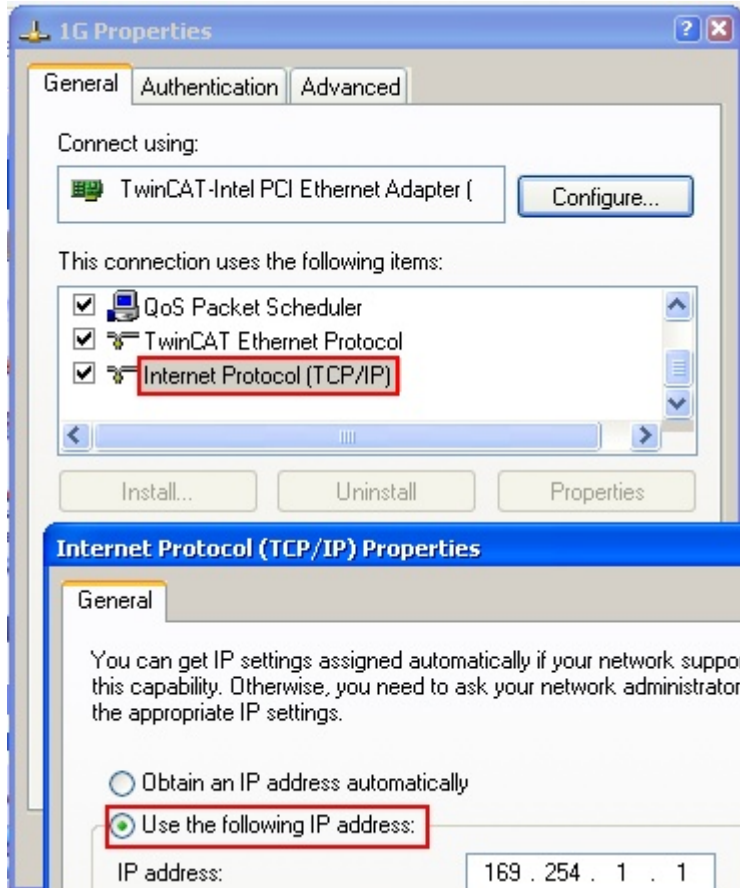 1G Properties
General Authentication Advanced
Connect using:
TwinCAT-Intel PCI Ethernet Adapter (
Configure...
This connection uses the following items:
QoS Packet Scheduler
TwinCAT Ethernet Protocol
Internet Protocol (TCP/IP)
Install... Uninstall Properties
Internet Protocol (TCP/IP) Properties
General
You can get IP settings assigned automatically if your network suppor
this capability. Otherwise, you need to ask your network administrator
the appropriate IP settings.
Obtain an IP address automatically
Use the following IP address:
IP address: 169 . 254 . 1 . 1